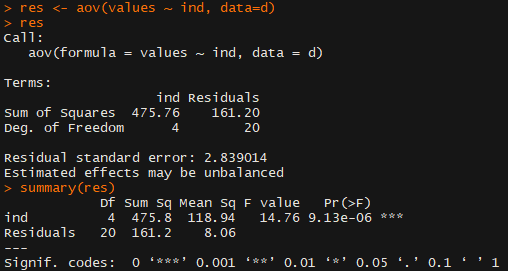 > res <- aov(values ~ ind, data=d)
> res
Call:
   aov(formula = values ~ ind, data = d)

Terms:
                   ind Residuals
Sum of Squares  475.76    161.20
Deg. of Freedom      4        20

Residual standard error: 2.839014
Estimated effects may be unbalanced
> summary(res)
            Df Sum Sq Mean Sq F value   Pr(>F)    
ind          4  475.8  118.94   14.76 9.13e-06 ***
Residuals   20  161.2    8.06
---
Signif. codes:  0 ‘***’ 0.001 ‘**’ 0.01 ‘*’ 0.05 ‘.’ 0.1 ‘ ’ 1